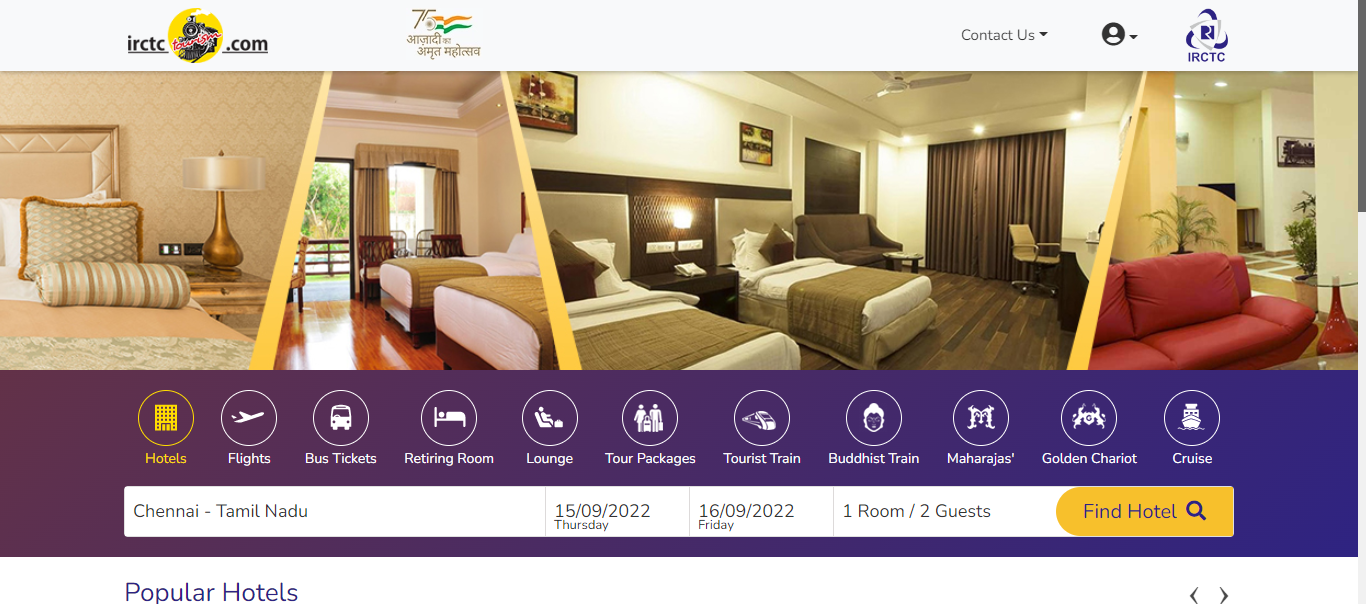 irctc tourism .com
75
आज़ादी का
अमृत महोत्सव
Contact Us
IRCTC
Hotels
Flights
Bus Tickets
Retiring Room
Lounge
Tour Packages
Tourist Train
Buddhist Train
Maharajas'
Golden Chariot
Cruise
Chennai - Tamil Nadu
15/09/2022
Thursday
16/09/2022
Friday
1 Room / 2 Guests
Find Hotel
Popular Hotels